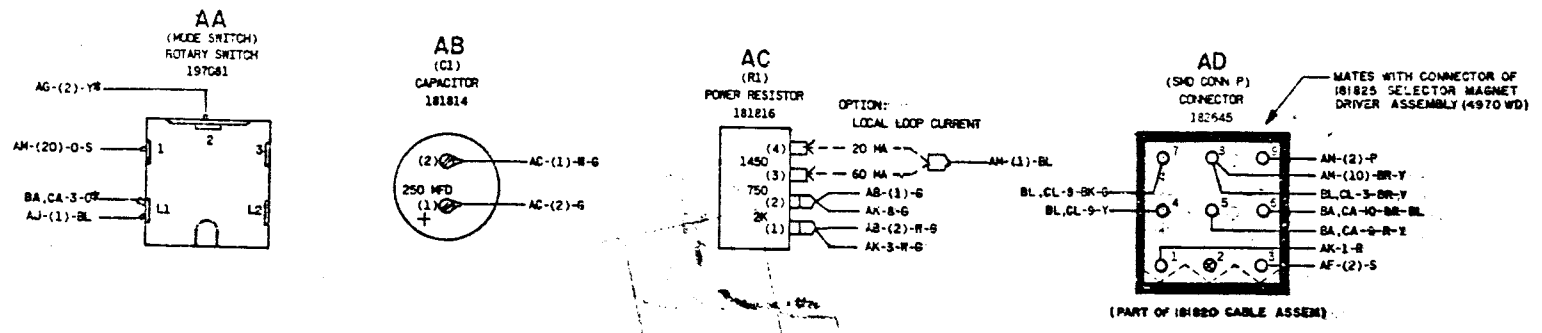 AA
(MODE SWITCH)
ROTARY SWITCH
AG-(2)-Y*
2
AM-(20)-O-S
1
3
BA,CA-3-O*
L1
L2
AJ-(1)-BL
AB
(C1)
CAPACITOR
181814
(2)
AC-(1)-W-G
250 MFD
(1)
AC-(2)-G
+
AC
(R1)
POWER RESISTOR
181816
OPTION:
LOCAL LOOP CURRENT
(4)
20 MA
1450
AM-(1)-BL
(3)
60 MA
750
AB-(1)-G
(2)
AK-8-G
2K
AB-(2)-W-G
(1)
AK-3-W-G
AD
(SMD CONN P)
CONNECTOR
182645
MATES WITH CONNECTOR OF
181825 SELECTOR MAGNET
DRIVER ASSEMBLY (4970 WD)
7
9
AM-(2)-P
AM-(10)-BR-Y
BL,CL-8-BK-G
BL,CL-3-BR-Y
BL,CL-9-Y
4
5
6
BA,CA-10-BR-BL
BA,CA-9-R-Y
AK-1-R
1
2
3
AF-(2)-S
(PART OF 181820 CABLE ASSEM)